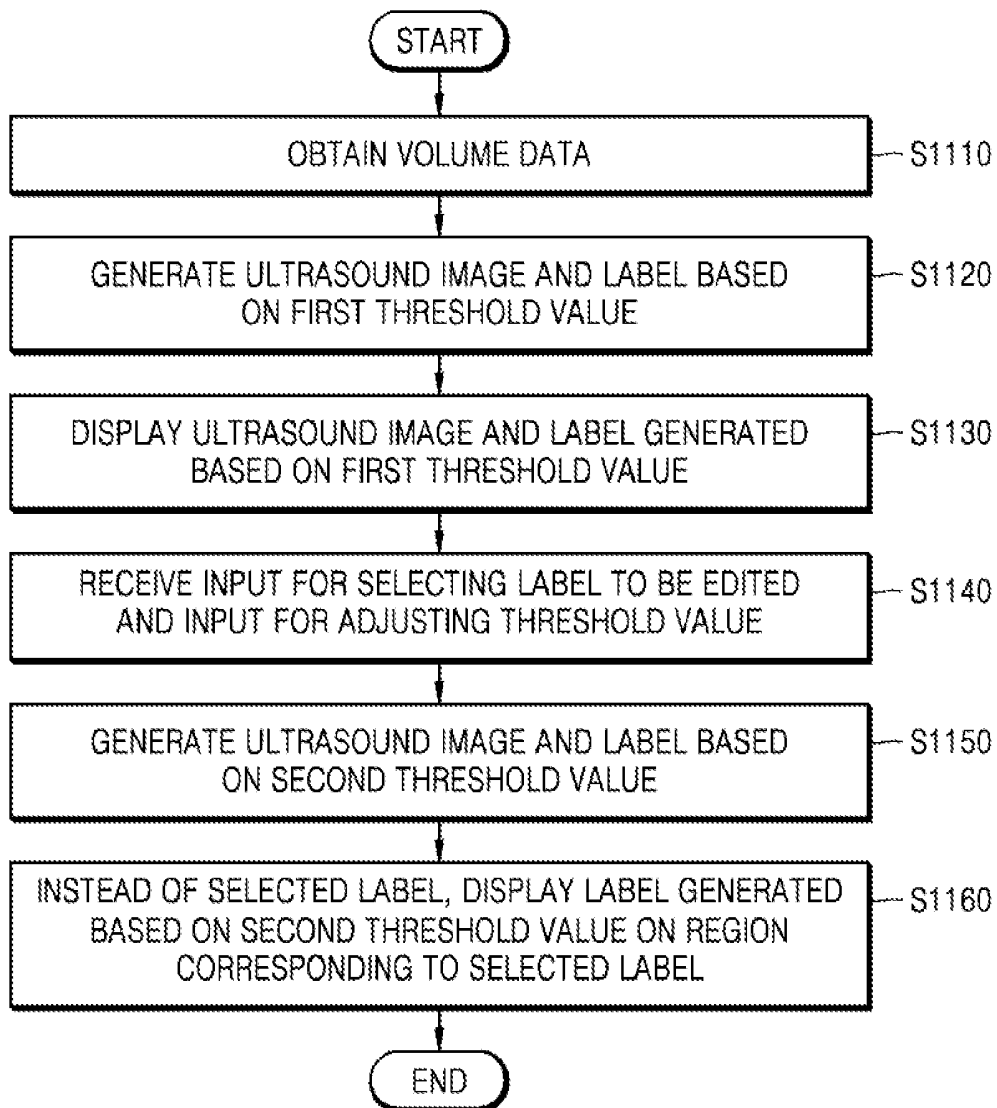 START
OBTAIN VOLUME DATA
S1110
GENERATE ULTRASOUND IMAGE AND LABEL BASED
ON FIRST THRESHOLD VALUE
S1120
DISPLAY ULTRASOUND IMAGE AND LABEL GENERATED
BASED ON FIRST THRESHOLD VALUE
S1130
RECEIVE INPUT FOR SELECTING LABEL TO BE EDITED
AND INPUT FOR ADJUSTING THRESHOLD VALUE
S1140
GENERATE ULTRASOUND IMAGE AND LABEL BASED
ON SECOND THRESHOLD VALUE
S1150
INSTEAD OF SELECTED LABEL, DISPLAY LABEL GENERATED
BASED ON SECOND THRESHOLD VALUE ON REGION
CORRESPONDING TO SELECTED LABEL
S1160
END